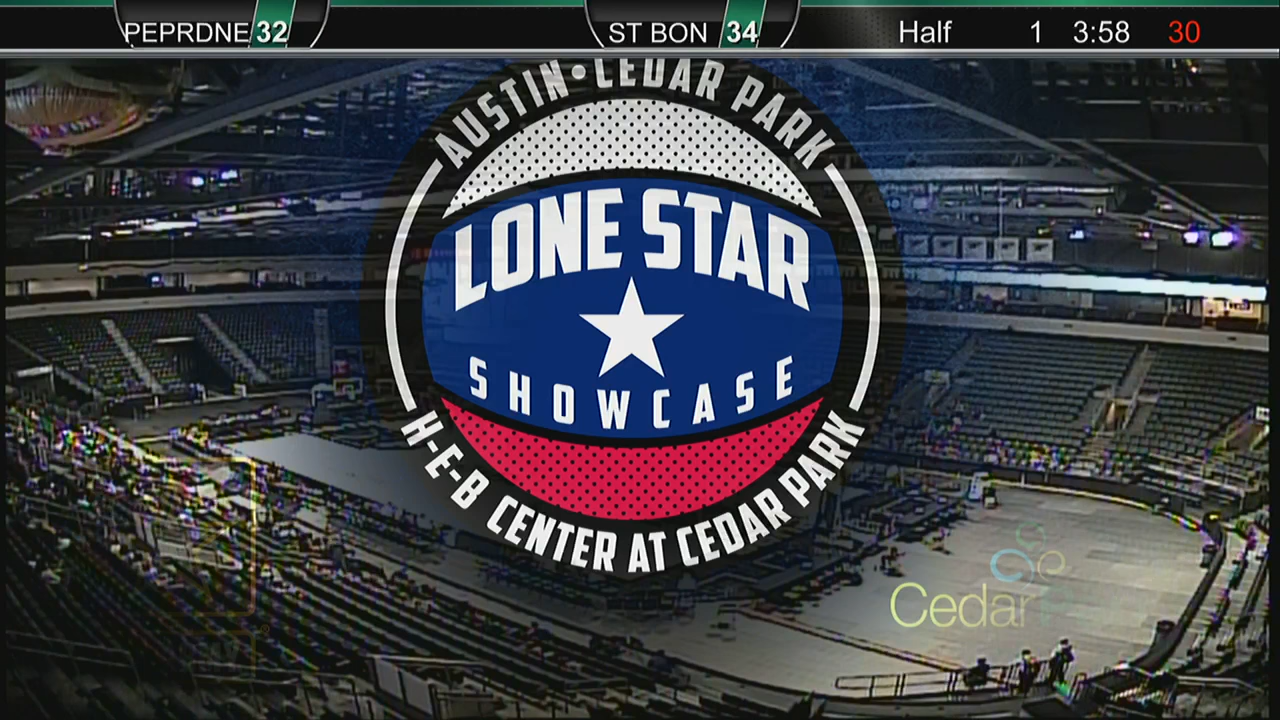 PEPRDNE 32 ST BON 34 Half 1 3:58 30
AUSTIN•CEDAR PARK
LONE STAR
SHOWCASE
H-E-B CENTER AT CEDAR PARK
Cedar